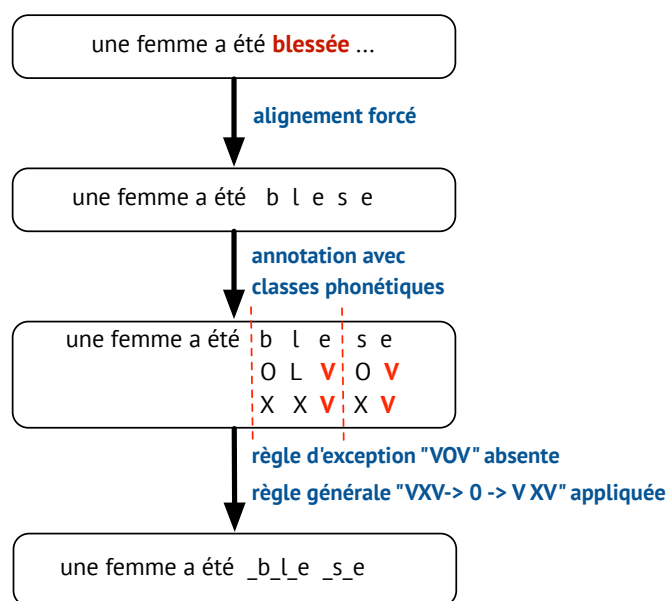 une femme a été blessée ...
alignement forcé
une femme a été b l e s e
annotation avec
classes phonétiques
une femme a été b l e s e
O L V O V
X X V X V
règle d'exception "VOV" absente
règle générale "VXV-> 0 -> V XV" appliquée
une femme a été _b_l_e _s_e